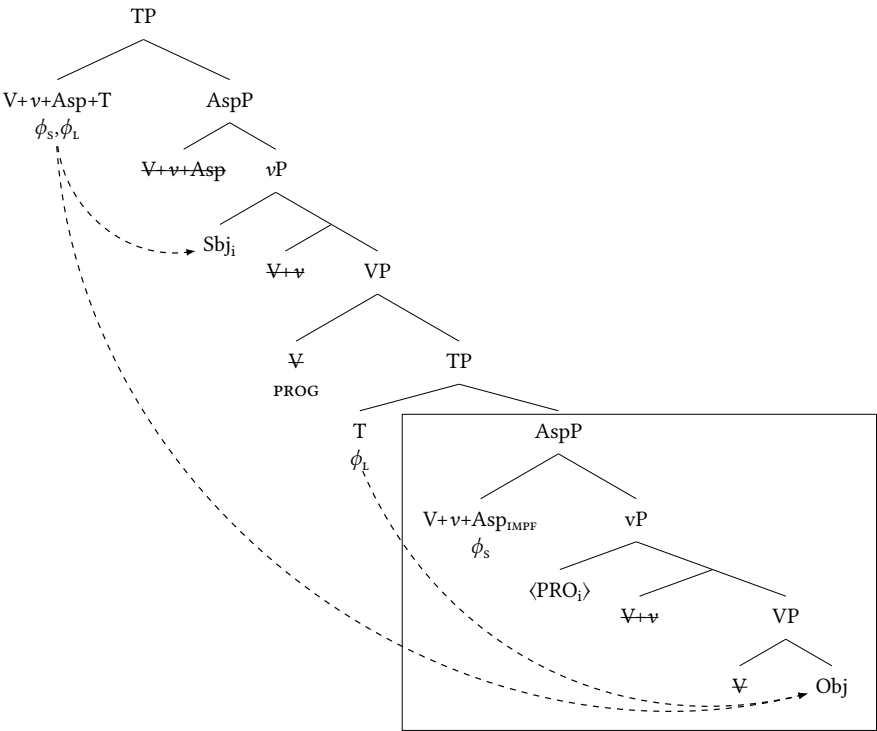 TP
V+v+Asp+T AspP
ϕS,ϕL
V+v+Asp vP
Sbji
V+v VP
V TP
PROG
T AspP
ϕL
V+v+AspIMPF vP
ϕS
⟨PROi⟩
V+v VP
V Obj